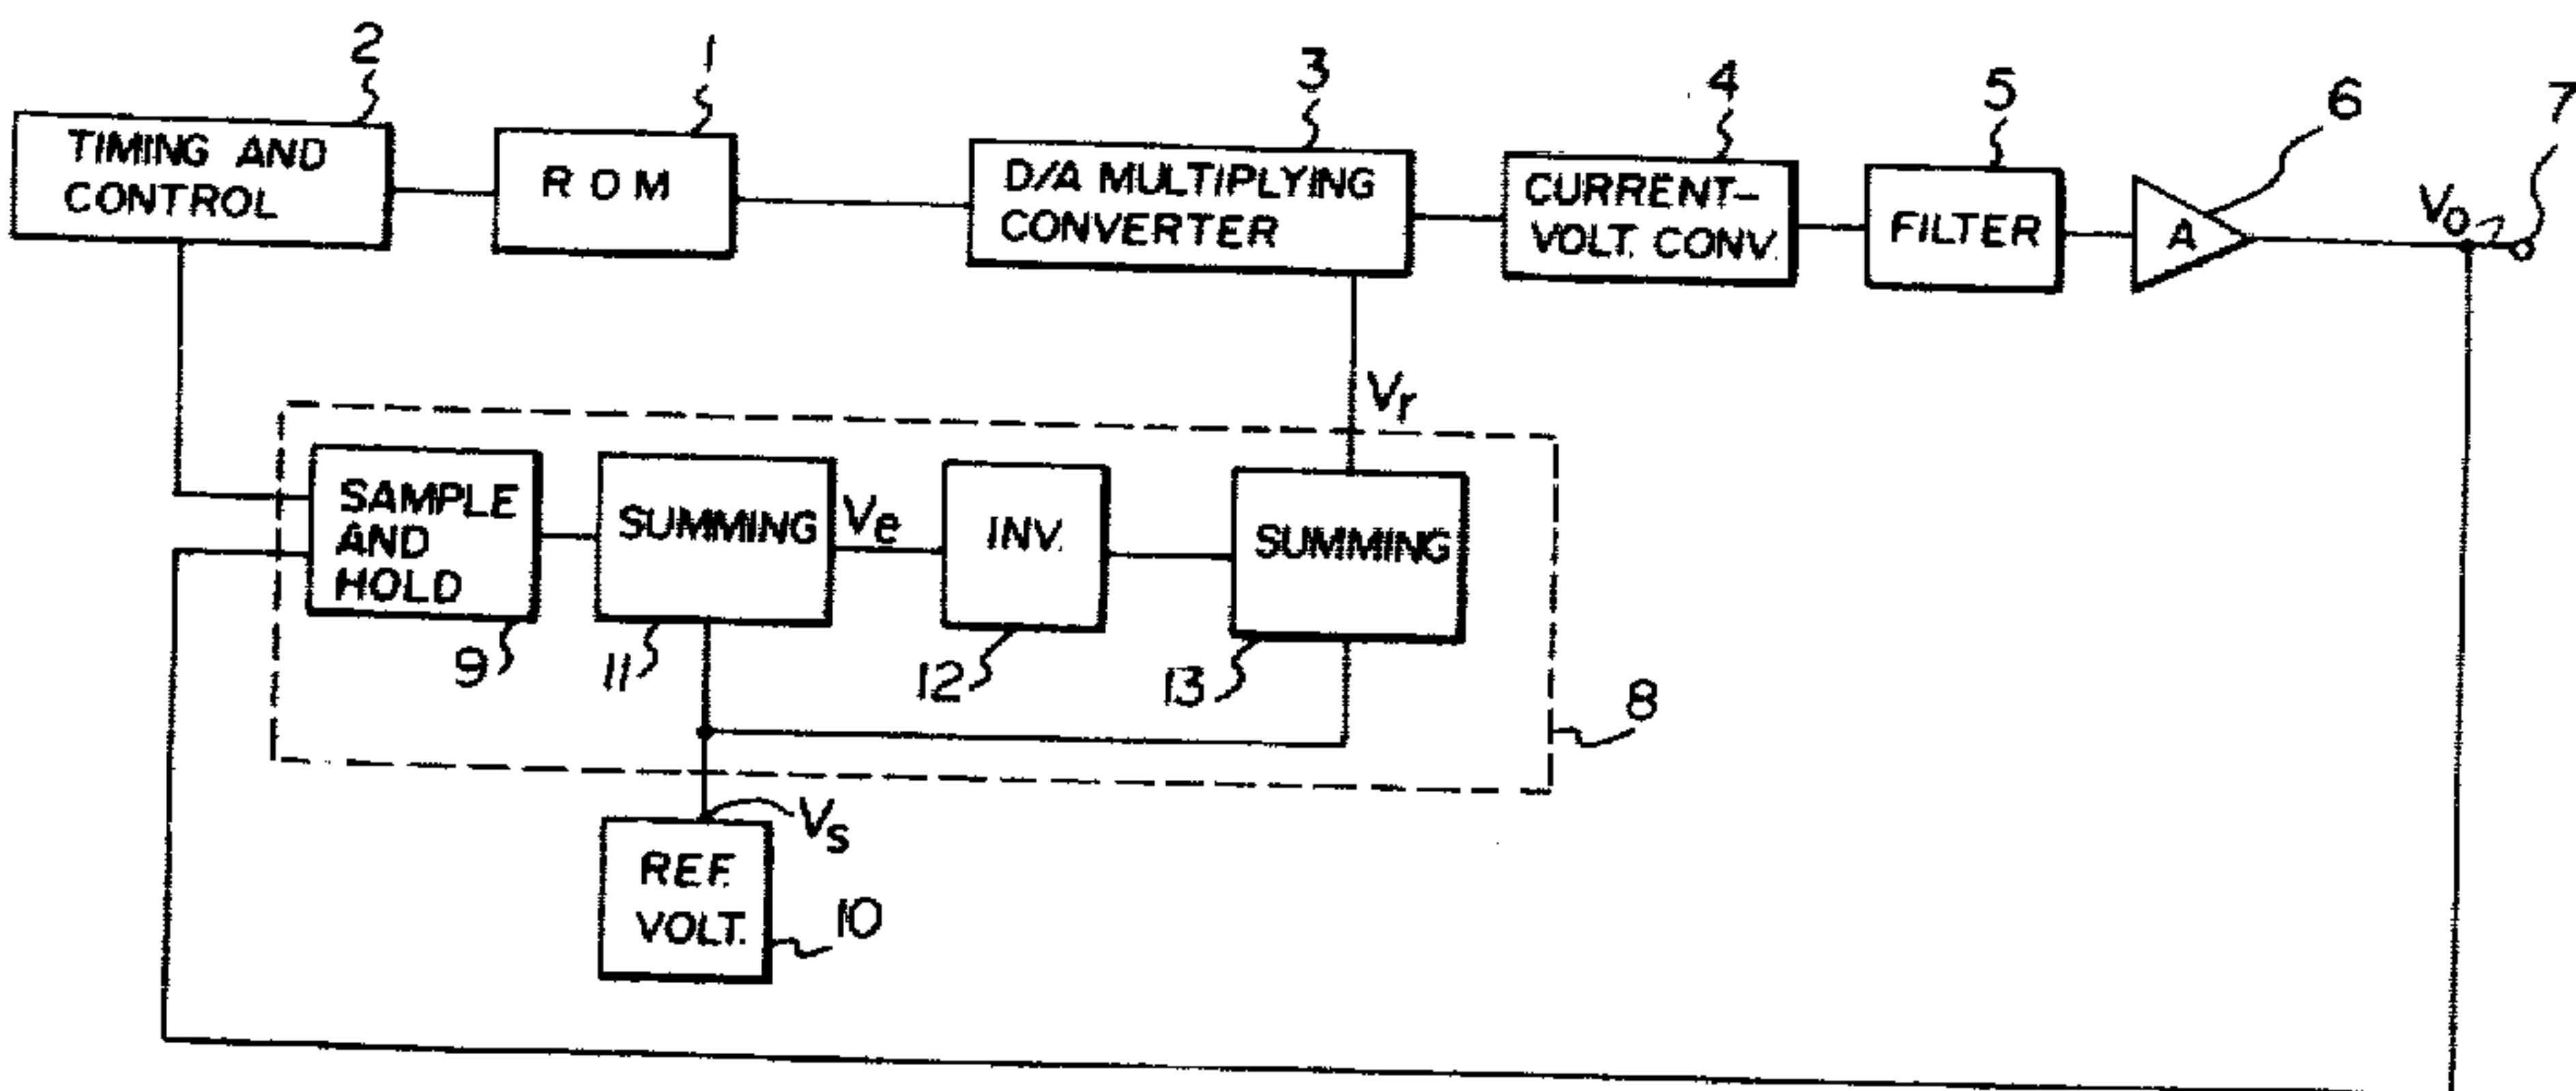 2
1
3
4
5
6
7
TIMING AND
CONTROL
R O M
D/A MULTIPLYING
CONVERTER
CURRENT-
VOLT. CONV.
FILTER
A
Vo
Vr
SAMPLE
AND
HOLD
SUMMING
Ve
INV.
SUMMING
9
11
12
13
8
Vs
REF.
VOLT.
10